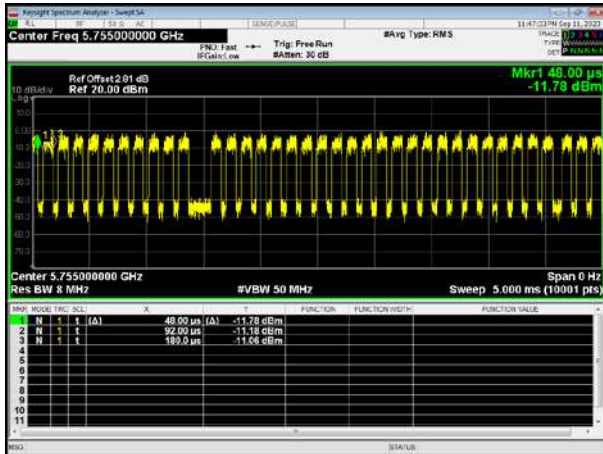 Keysight Spectrum Analyzer - Swept SA
RL RF 50 Ω AC SENSE:PULSE 11:47:33 PM Sep 11, 2023
Center Freq 5.755000000 GHz #Avg Type: RMS TRACE 1 2 3 4 5
PNO: Fast Trig: Free Run TYPE
IFGain:Low #Atten: 30 dB DET P N N N N N
Mkr1 48.00 µs
Ref Offset 2.81 dB
10 dB/div Ref 20.00 dBm -11.78 dBm
Log
10.0
0.00
-10.0
-20.0
-30.0
-40.0
-50.0
-60.0
-70.0
Center 5.755000000 GHz Span 0 Hz
Res BW 8 MHz #VBW 50 MHz Sweep 5.000 ms (10001 pts)
MKR MODE TRC SCL X Y FUNCTION FUNCTION WIDTH FUNCTION VALUE
1 N 1 t (Δ) 48.00 µs (Δ) -11.78 dBm
2 N 1 t 92.00 µs -11.18 dBm
3 N 1 t 180.0 µs -11.06 dBm
4
5
6
7
8
9
10
11
MSG STATUS